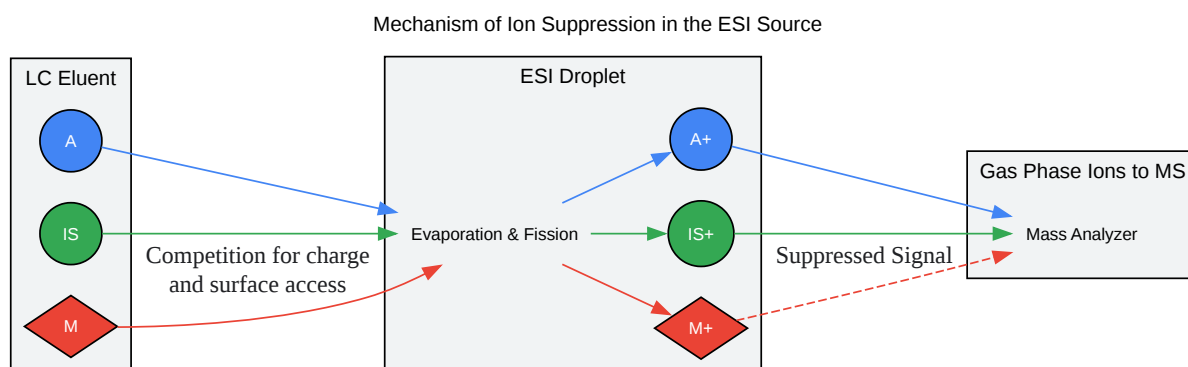 Mechanism of Ion Suppression in the ESI Source
LC Eluent
A
IS
M
Competition for charge
and surface access
ESI Droplet
Evaporation & Fission
A+
IS+
M+
Suppressed Signal
Gas Phase Ions to MS
Mass Analyzer